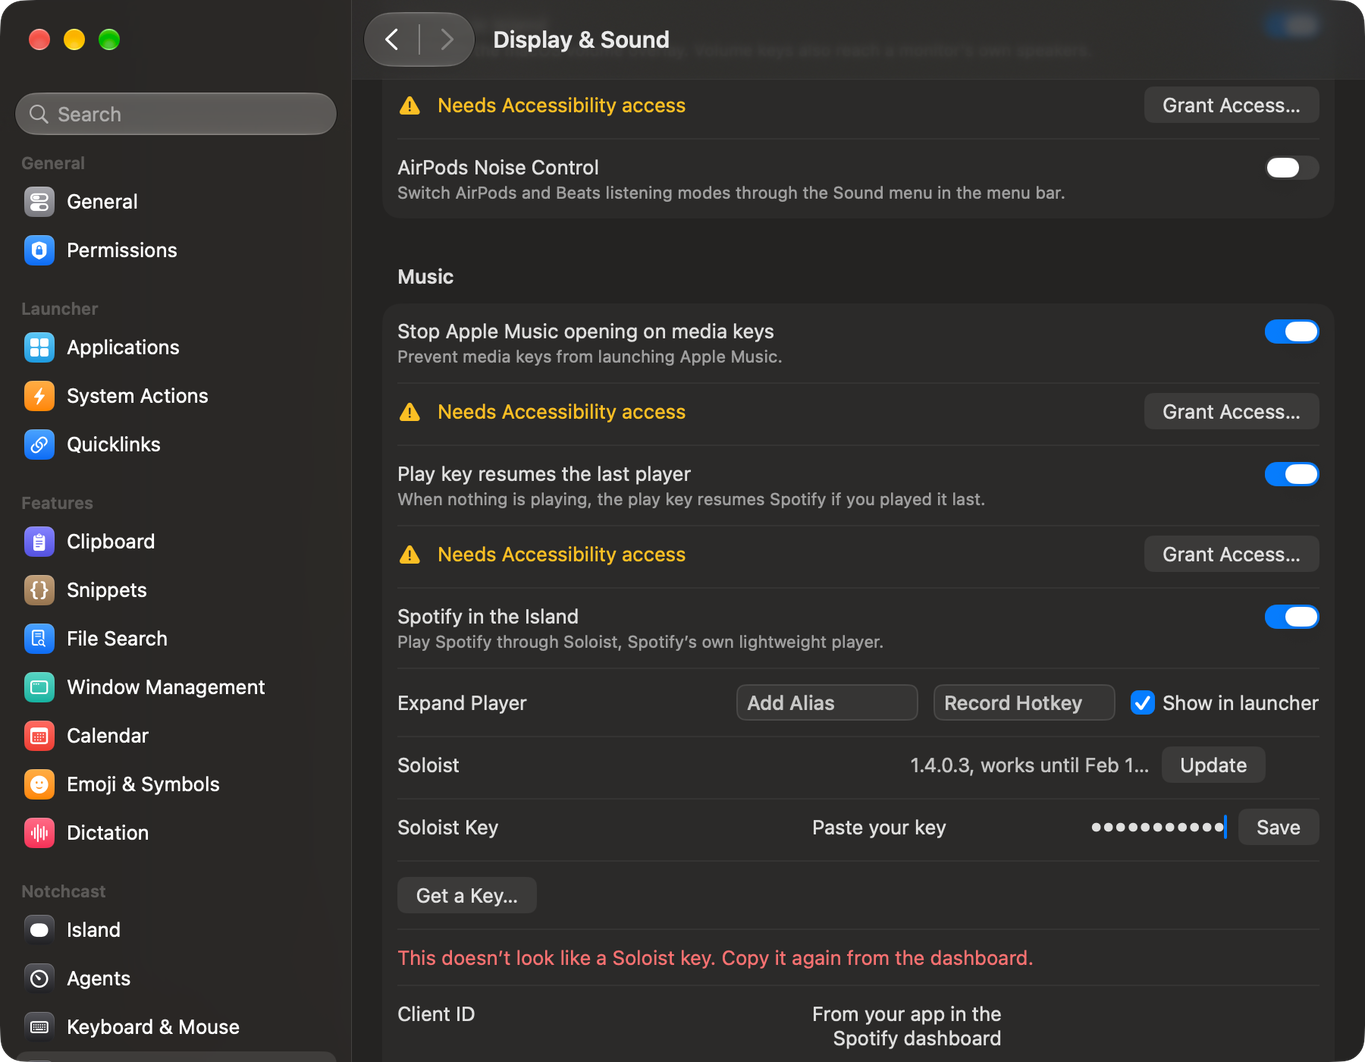 Display & Sound
Search
General
General
Permissions
Launcher
Applications
System Actions
Quicklinks
Features
Clipboard
Snippets
File Search
Window Management
Calendar
Emoji & Symbols
Dictation
Notchcast
Island
Agents
Keyboard & Mouse
Needs Accessibility access
Grant Access...
AirPods Noise Control
Switch AirPods and Beats listening modes through the Sound menu in the menu bar.
Music
Stop Apple Music opening on media keys
Prevent media keys from launching Apple Music.
Needs Accessibility access
Grant Access...
Play key resumes the last player
When nothing is playing, the play key resumes Spotify if you played it last.
Needs Accessibility access
Grant Access...
Spotify in the Island
Play Spotify through Soloist, Spotify’s own lightweight player.
Expand Player
Add Alias
Record Hotkey
Show in launcher
Soloist
1.4.0.3, works until Feb 1...
Update
Soloist Key
Paste your key
Save
Get a Key...
This doesn’t look like a Soloist key. Copy it again from the dashboard.
Client ID
From your app in the
Spotify dashboard